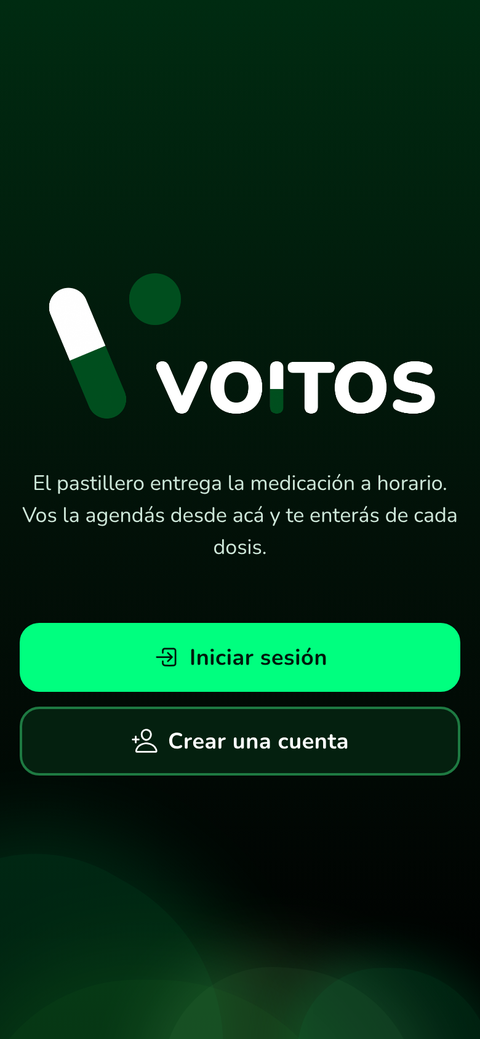 VOITOS
El pastillero entrega la medicación a horario.
Vos la agendás desde acá y te enterás de cada
dosis.
Iniciar sesión
Crear una cuenta